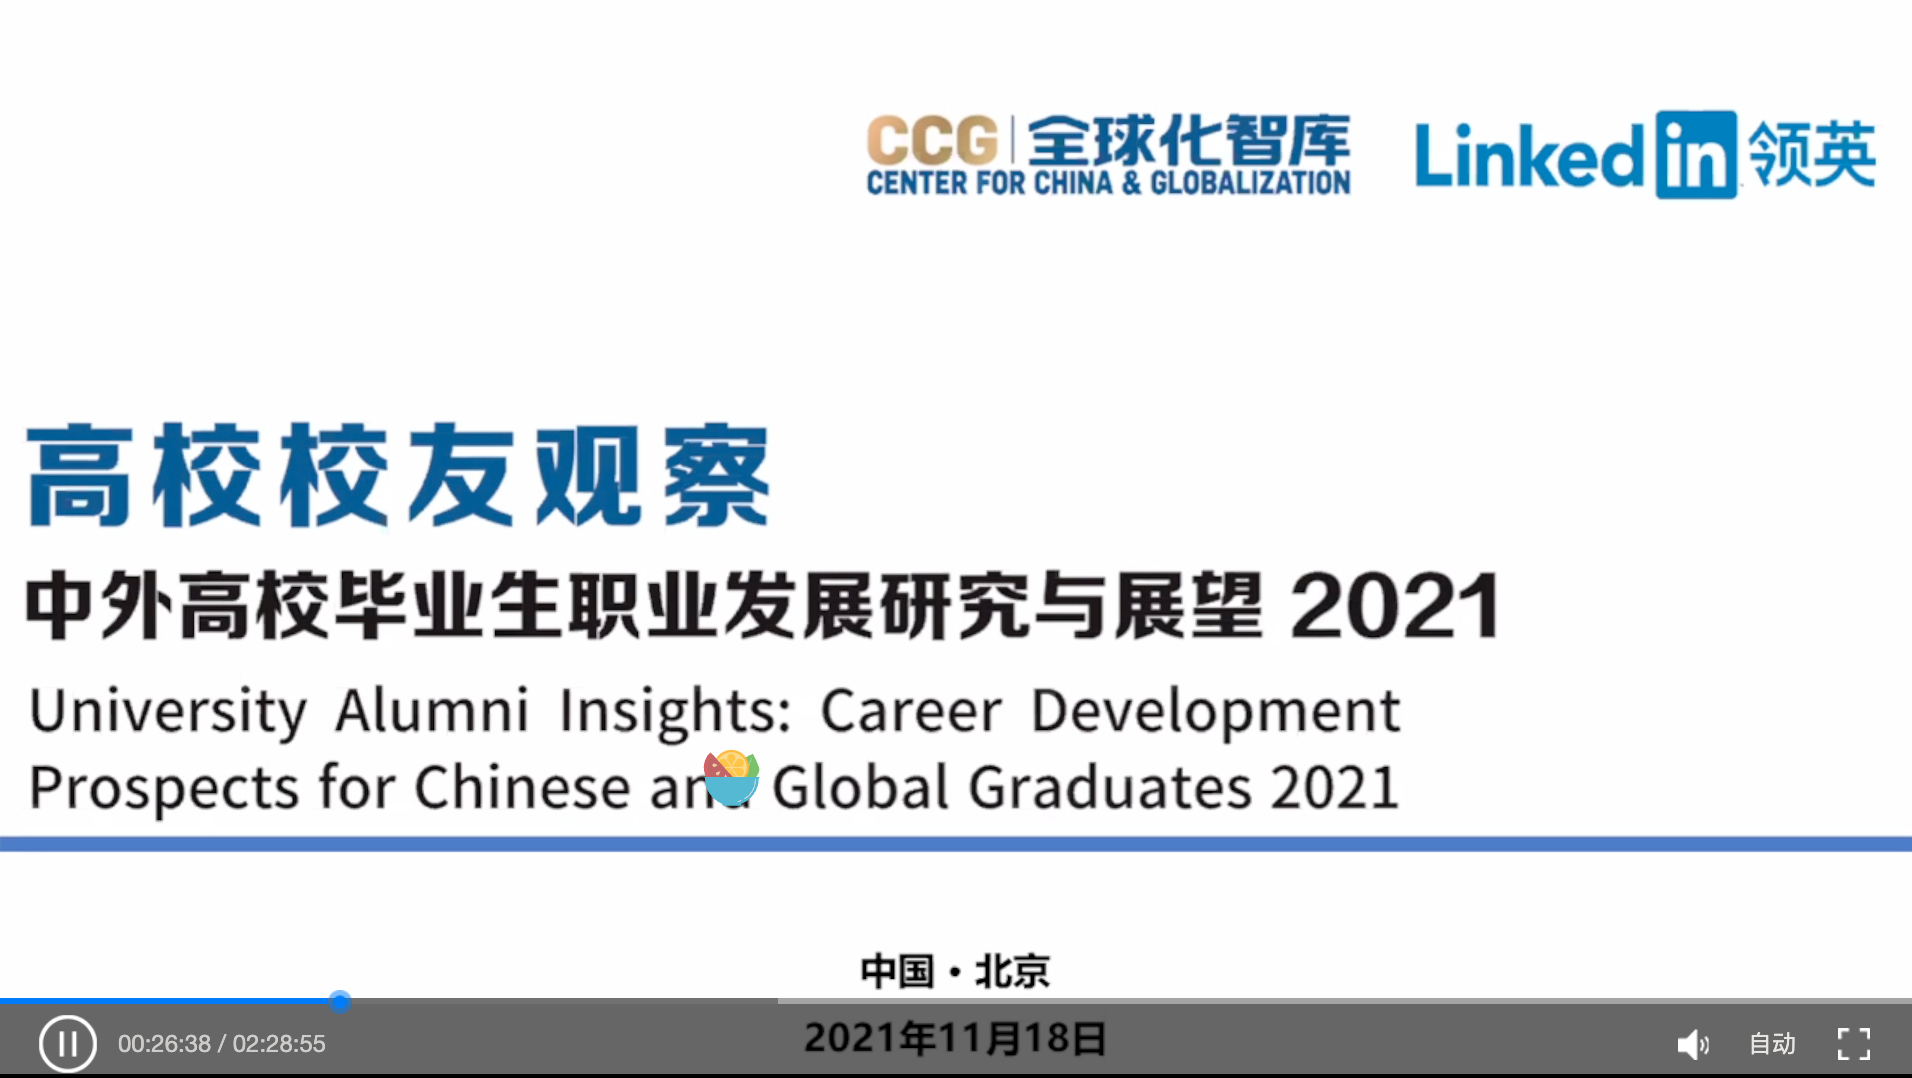 CCG 全球化智库
CENTER FOR CHINA & GLOBALIZATION
Linked in 领英
高校校友观察
中外高校毕业生职业发展研究与展望 2021
University Alumni Insights: Career Development
Prospects for Chinese and Global Graduates 2021
中国·北京
2021年11月18日
00:26:38 / 02:28:55
自动